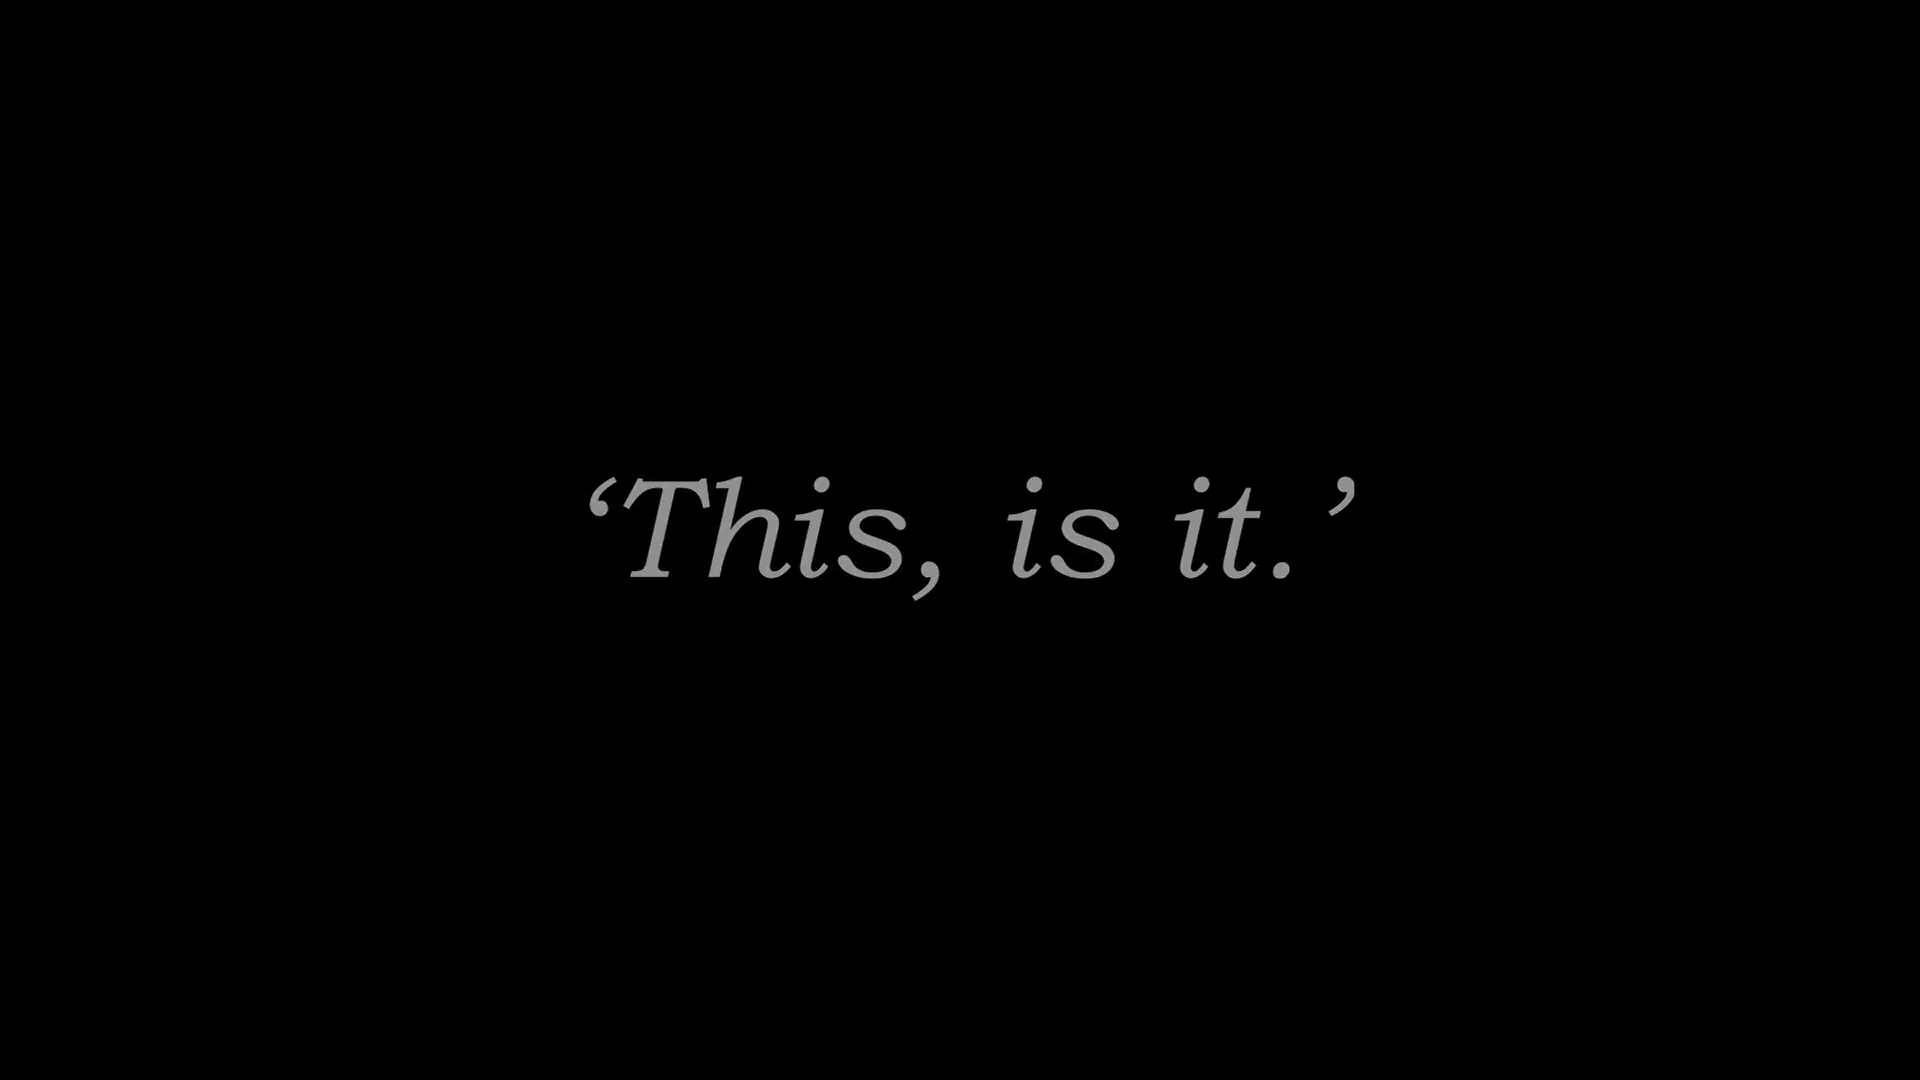 ‘This, is it.’